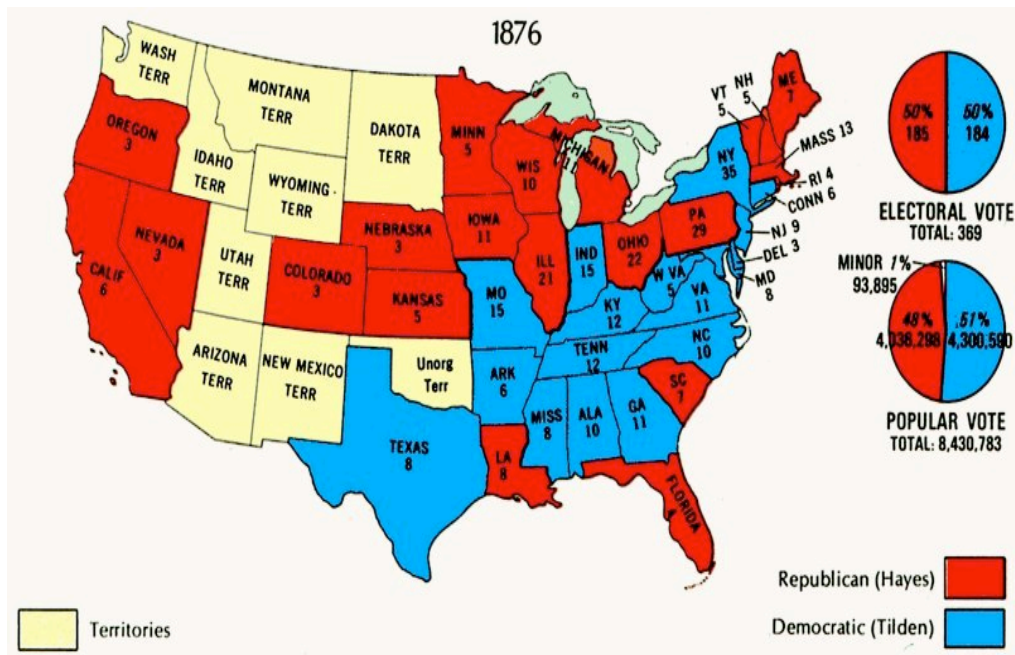 1876
WASH
TERR
MONTANA
TERR
DAKOTA
TERR
MINN
5
OREGON
3
IDAHO
TERR
WYOMING
TERR
WIS
10
MICHIGAN
11
VT
5
NH
5
ME
7
MASS 13
NY
35
RI 4
CONN 6
NJ 9
DEL 3
MD
8
PA
29
NEVADA
3
CALIF
6
UTAH
TERR
COLORADO
3
NEBRASKA
3
KANSAS
5
IOWA
11
ILL
21
IND
15
OHIO
22
W VA
5
VA
11
MO
15
KY
12
NC
10
TENN
12
ARIZONA
TERR
NEW MEXICO
TERR
Unorg
Terr
ARK
6
SC
7
MISS
8
ALA
10
GA
11
TEXAS
8
LA
8
FLORIDA
4
50%
185
50%
184
ELECTORAL VOTE
TOTAL: 369
MINOR 1%
93,895
48%
4,036,298
51%
4,300,590
POPULAR VOTE
TOTAL: 8,430,783
Republican (Hayes)
Democratic (Tilden)
Territories